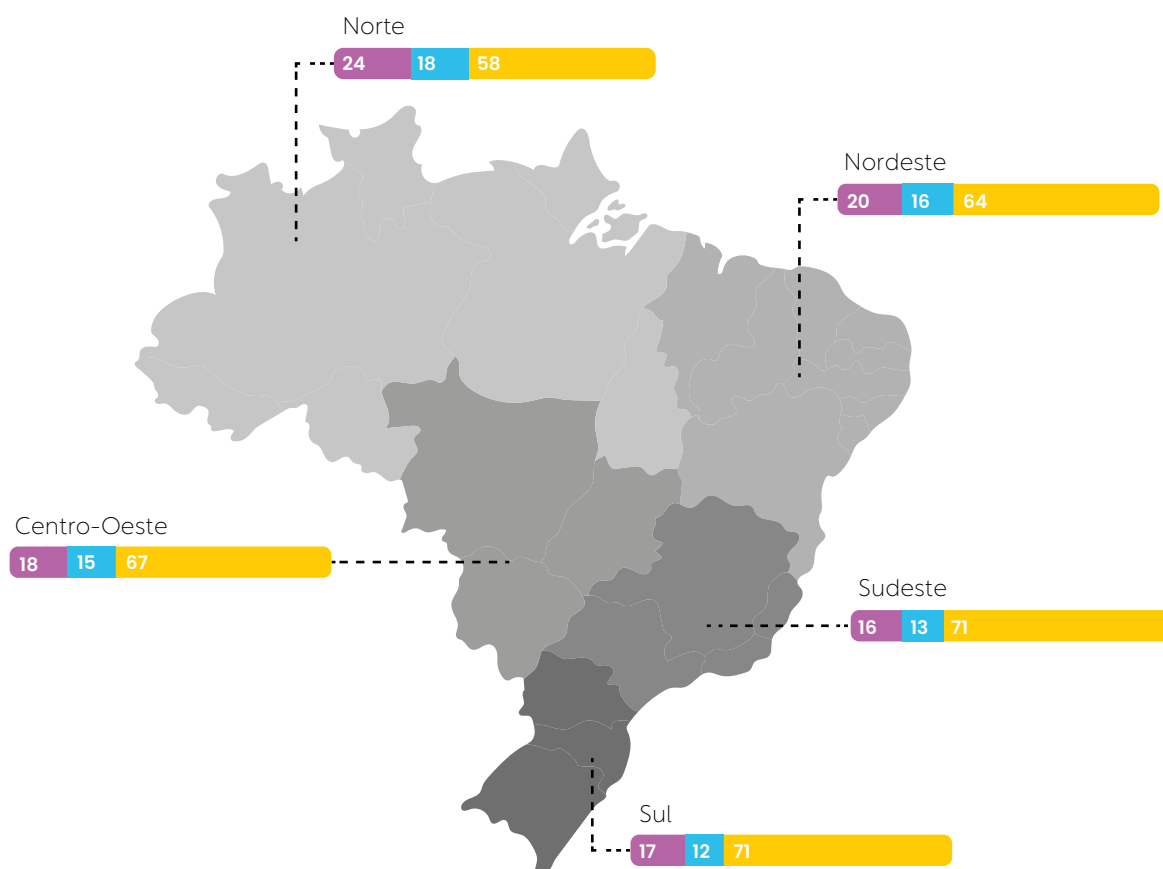 Norte
24 18 58
Nordeste
20 16 64
Centro-Oeste
18 15 67
Sudeste
16 13 71
Sul
17 12 71